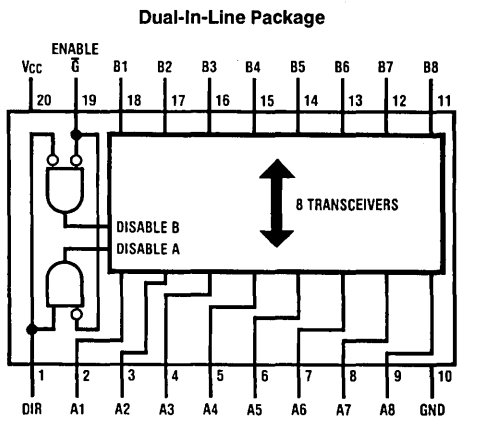 Dual-In-Line Package
ENABLE
VCC G̅ B1 B2 B3 B4 B5 B6 B7 B8
20 19 18 17 16 15 14 13 12 11
8 TRANSCEIVERS
DISABLE B
DISABLE A
1 2 3 4 5 6 7 8 9 10
DIR A1 A2 A3 A4 A5 A6 A7 A8 GND